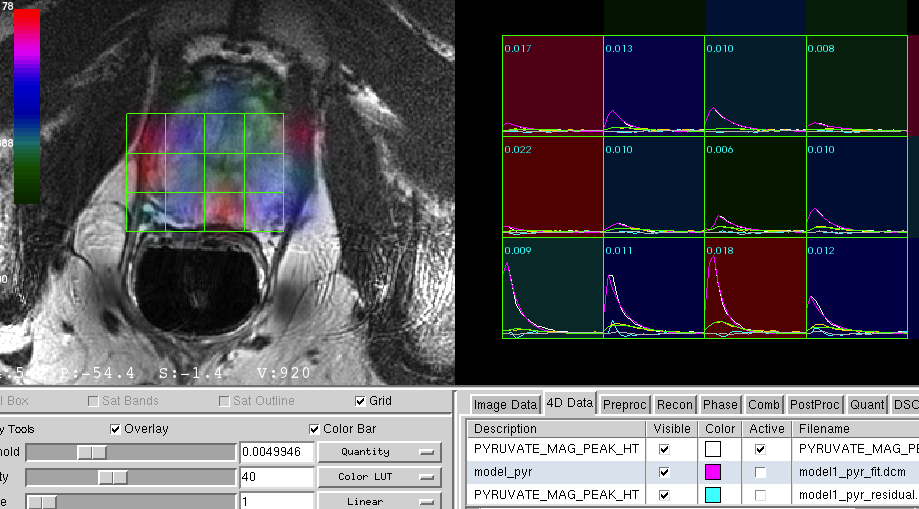 78
0.017 0.013 0.010 0.008
88
0.022 0.010 0.006 0.010
0.009 0.011 0.018 0.012
00
P:-54.4 S:-1.4 V:920
Box Sat Bands Sat Outline Grid
Tools Overlay Color Bar
0.0049946 Quantity
40 Color LUT
1 Linear
Image Data 4D Data Preproc Recon Phase Comb PostProc Quant DSC
Description Visible Color Active Filename
PYRUVATE_MAG_PEAK_HT PYRUVATE_MAG_PE
model_pyr model1_pyr_fit.dcm
PYRUVATE_MAG_PEAK_HT model1_pyr_residual.